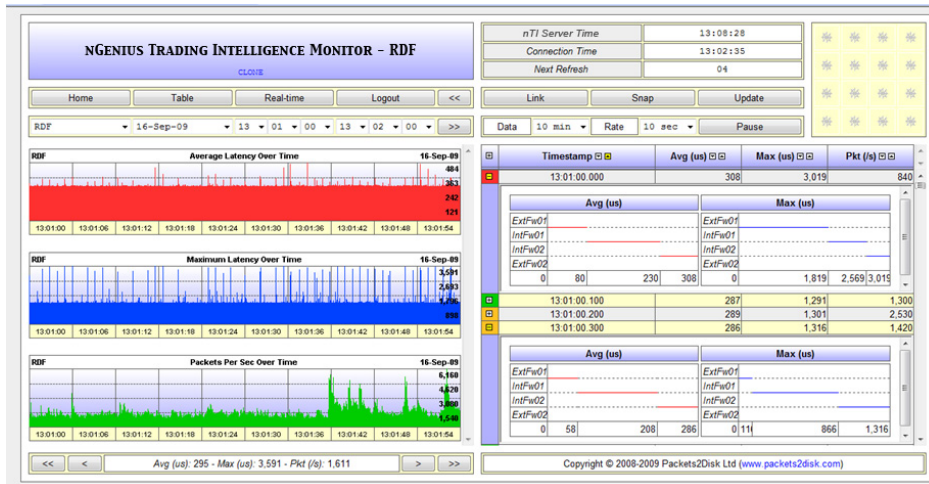 nGenius Trading Intelligence Monitor - RDF
CLONE
nTI Server Time 13:08:28
Connection Time 13:02:35
Next Refresh 04
Home Table Real-time Logout <<
Link Snap Update
RDF 16-Sep-09 13 01 00 13 02 00 >>
Data 10 min Rate 10 sec Pause
RDF Average Latency Over Time 16-Sep-09
484
363
242
121
13:01:00 13:01:06 13:01:12 13:01:18 13:01:24 13:01:30 13:01:36 13:01:42 13:01:48 13:01:54
RDF Maximum Latency Over Time 16-Sep-09
3,591
2,693
898
13:01:00 13:01:06 13:01:12 13:01:18 13:01:24 13:01:30 13:01:36 13:01:42 13:01:48 13:01:54
RDF Packets Per Sec Over Time 16-Sep-09
6,160
4,620
3,080
1,540
13:01:00 13:01:06 13:01:12 13:01:18 13:01:24 13:01:30 13:01:36 13:01:42 13:01:48 13:01:54
<< < Avg (us): 295 - Max (us): 3,591 - Pkt (/s): 1,611 > >>
Timestamp Avg (us) Max (us) Pkt (/s)
13:01:00.000 308 3,019 840
Avg (us) Max (us)
ExtFw01 ExtFw01
IntFw01 IntFw01
IntFw02 IntFw02
ExtFw02 ExtFw02
0 80 230 308 0 1,819 2,569 3,019
13:01:00.100 287 1,291 1,300
13:01:00.200 289 1,301 2,530
13:01:00.300 286 1,316 1,420
Avg (us) Max (us)
ExtFw01 ExtFw01
IntFw01 IntFw01
IntFw02 IntFw02
ExtFw02 ExtFw02
0 58 208 286 0 866 1,316
Copyright © 2008-2009 Packets2Disk Ltd (www.packets2disk.com)